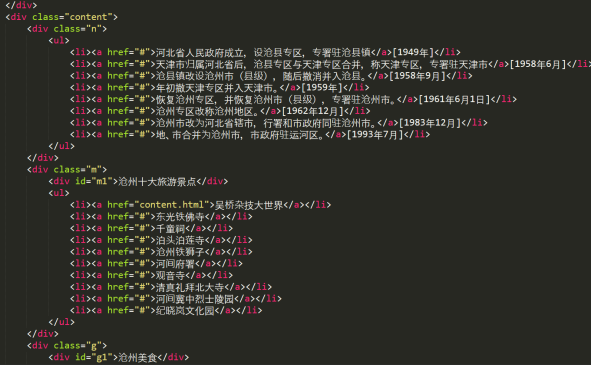 </div>
<div class="content">
<div class="n">
<ul>
<li><a href="#">河北省人民政府成立，设沧县专区，专署驻沧县镇</a>[1949年]</li>
<li><a href="#">天津市归属河北省后，沧县专区与天津专区合并，称天津专区，专署驻天津市</a>[1958年6月]</li>
<li><a href="#">沧县镇改设沧州市（县级），随后撤消并入沧县。</a>[1958年9月]</li>
<li><a href="#">年初撤天津专区并入天津市。</a>[1959年]</li>
<li><a href="#">恢复沧州专区，并恢复沧州市（县级），专署驻沧州市。</a>[1961年6月1日]</li>
<li><a href="#">沧州专区改称沧州地区。</a>[1962年12月]</li>
<li><a href="#">沧州市改为河北省辖市，行署和市政府同驻沧州市。</a>[1983年12月]</li>
<li><a href="#">地、市合并为沧州市，市政府驻运河区。</a>[1993年7月]</li>
</ul>
</div>
<div class="m">
<div id="m1">沧州十大旅游景点</div>
<ul>
<li><a href="content.html">吴桥杂技大世界</a></li>
<li><a href="#">东光铁佛寺</a></li>
<li><a href="#">千童祠</a></li>
<li><a href="#">泊头泊莲寺</a></li>
<li><a href="#">沧州铁狮子</a></li>
<li><a href="#">河间府署</a></li>
<li><a href="#">观音寺</a></li>
<li><a href="#">清真礼拜北大寺</a></li>
<li><a href="#">河间冀中烈士陵园</a></li>
<li><a href="#">纪晓岚文化园</a></li>
</ul>
</div>
<div class="g">
<div id="g1">沧州美食</div>